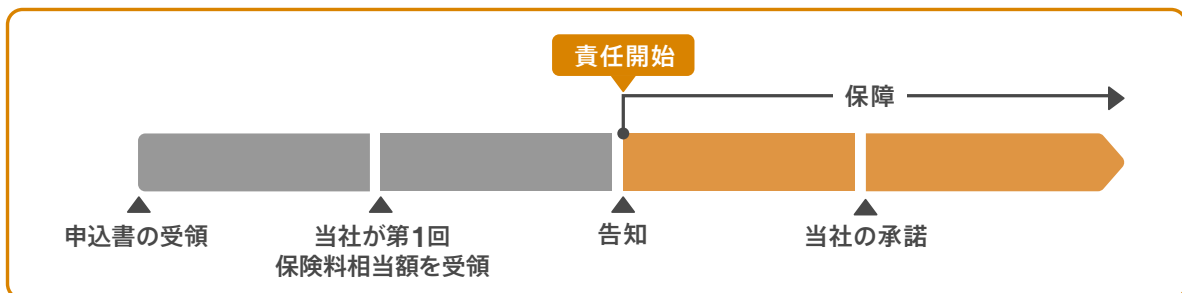 責任開始
保障
申込書の受領
当社が第1回
保険料相当額を受領
告知
当社の承諾